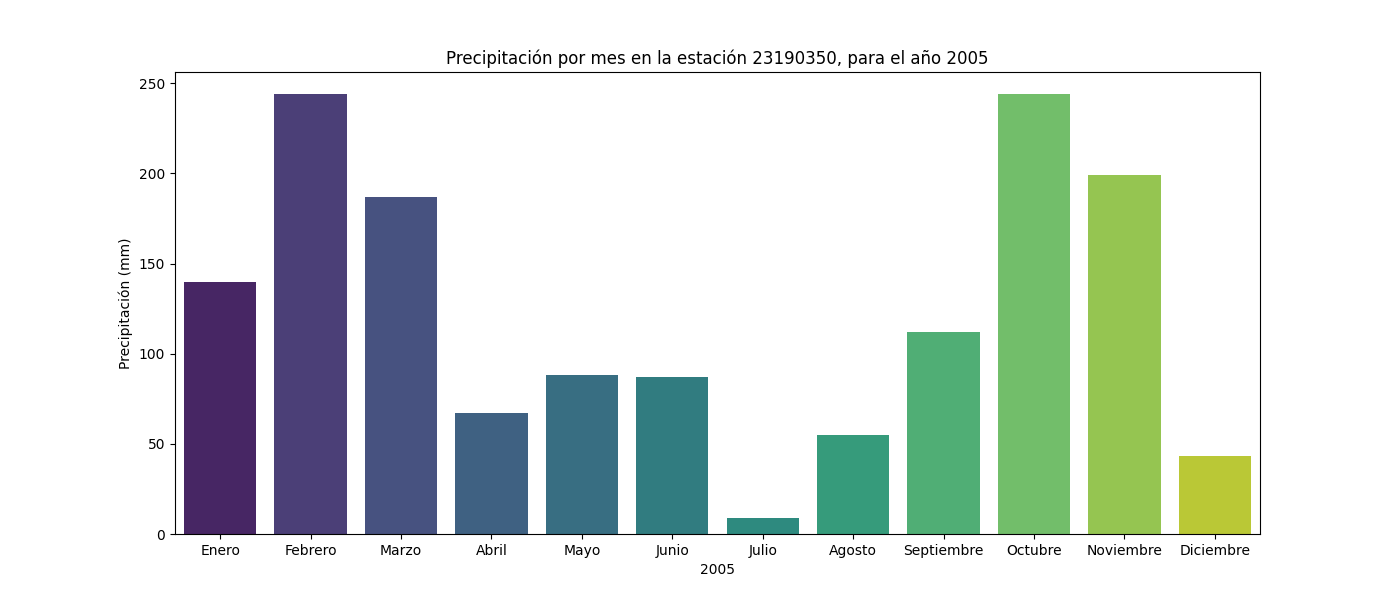 Precipitación por mes en la estación 23190350, para el año 2005
Precipitación (mm)
250
200
150
100
50
0
Enero Febrero Marzo Abril Mayo Junio Julio Agosto Septiembre Octubre Noviembre Diciembre
2005